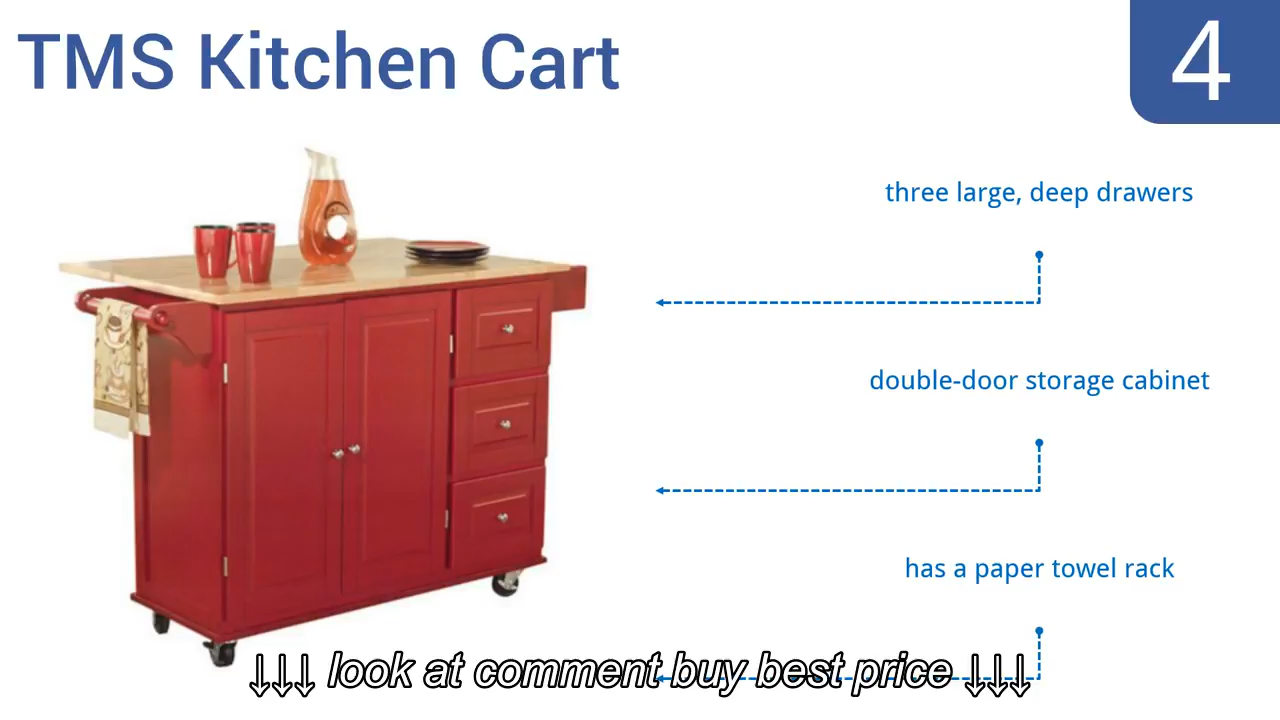 TMS Kitchen Cart
4
three large, deep drawers
double-door storage cabinet
has a paper towel rack
↓↓↓ look at comment buy best price ↓↓↓